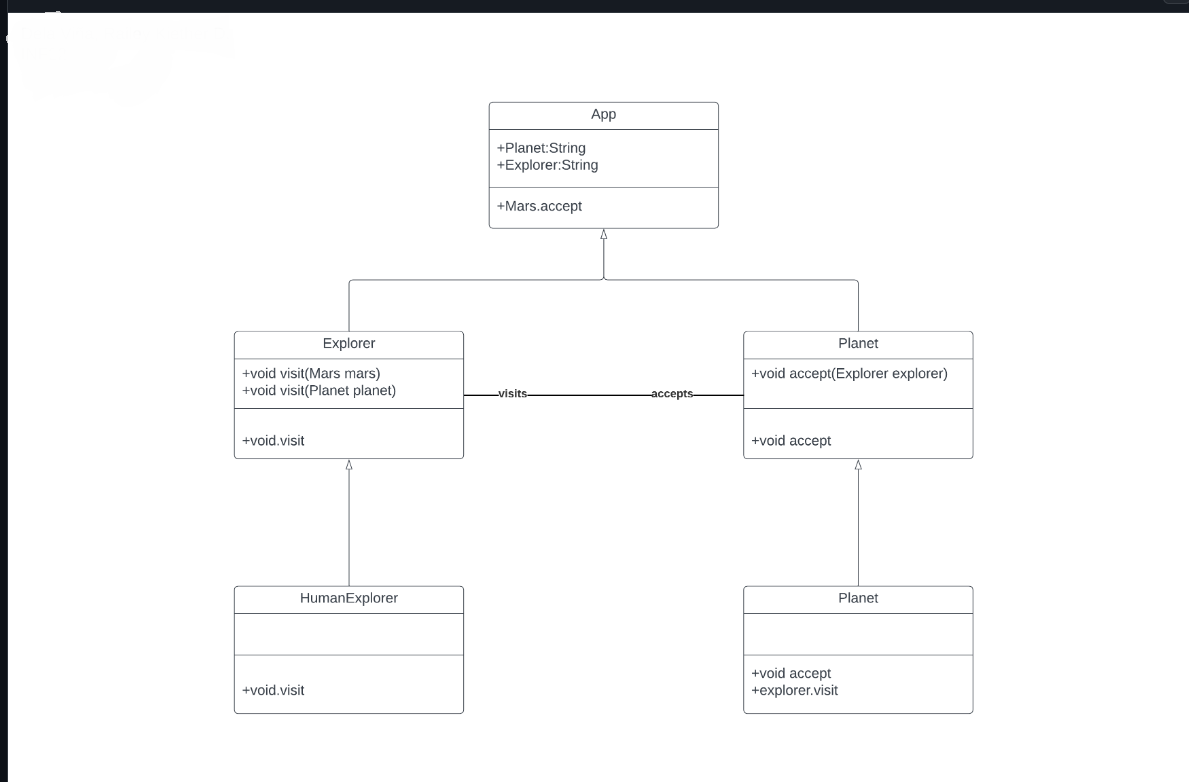 App
+Planet:String
+Explorer:String
+Mars.accept
Explorer
+void visit(Mars mars)
+void visit(Planet planet)
+void.visit
visits
accepts
Planet
+void accept(Explorer explorer)
+void accept
HumanExplorer
+void.visit
Planet
+void accept
+explorer.visit